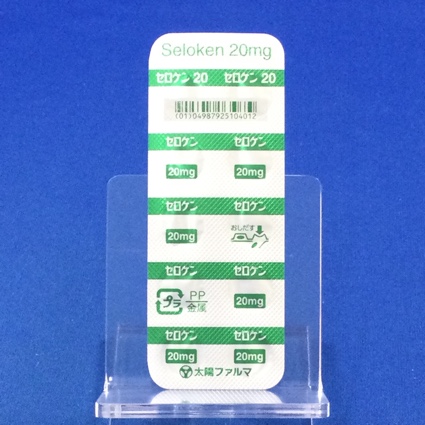 Seloken 20mg
セロケン 20 セロケン 20
(01)04987925104012
セロケン セロケン
20mg 20mg
セロケン セロケン
20mg おしだす
セロケン セロケン
プラ PP 金属 20mg
セロケン セロケン
20mg 20mg
太陽ファルマ